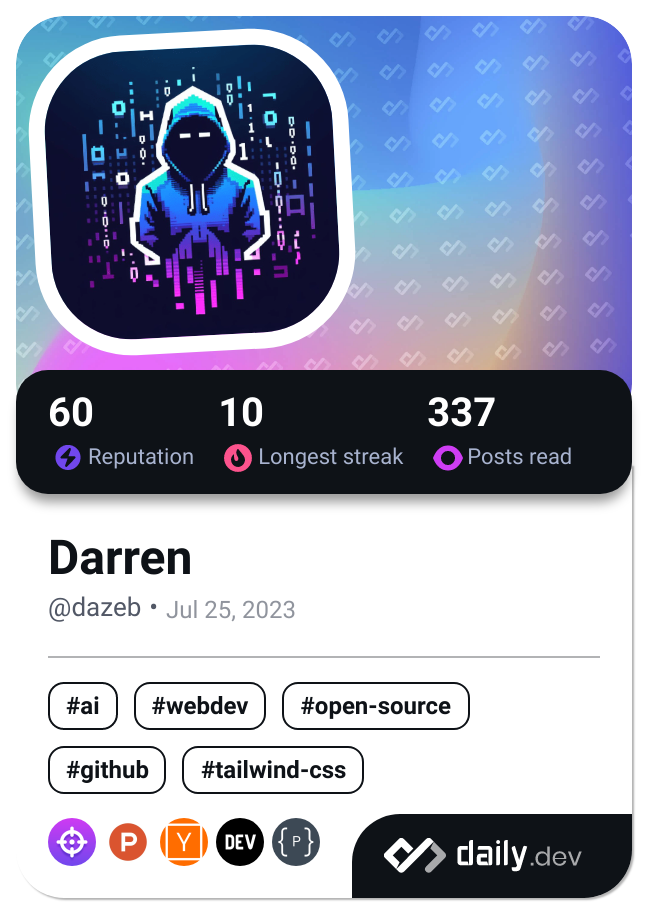 60 10 337
Reputation Longest streak Posts read
Darren
@dazeb • Jul 25, 2023
#ai #webdev #open-source
#github #tailwind-css
P Y DEV {P}
daily.dev